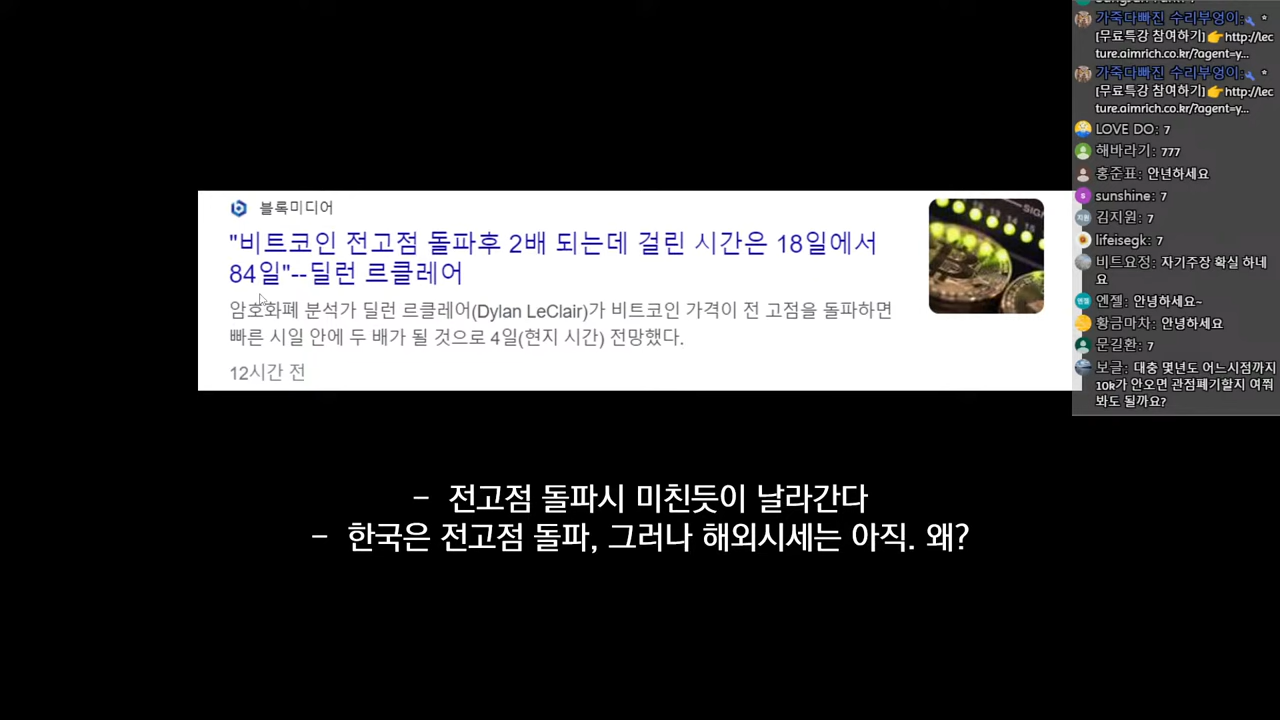 블록미디어
"비트코인 전고점 돌파후 2배 되는데 걸린 시간은 18일에서
84일"--딜런 르클레어
암호화폐 분석가 딜런 르클레어(Dylan LeClair)가 비트코인 가격이 전 고점을 돌파하면
빠른 시일 안에 두 배가 될 것으로 4일(현지 시간) 전망했다.
12시간 전
- 전고점 돌파시 미친듯이 날라간다
- 한국은 전고점 돌파, 그러나 해외시세는 아직. 왜?
가죽다빠진 수리부엉이: *
[무료특강 참여하기]👉http://lec
ture.aimrich.co.kr/?agent=y...
가죽다빠진 수리부엉이: *
[무료특강 참여하기]👉http://lec
ture.aimrich.co.kr/?agent=y...
LOVE DO: 7
해바라기: 777
홍준표: 안년하세요
sunshine: 7
김지원: 7
lifeisegk: 7
비트요정: 자기주장 확실 하네
요
엔젤: 안녕하세요~
황금마차: 안녕하세요
문길환: 7
보글: 대충 몇년도 어느시점까지
10k가 안오면 관점폐기할지 여쭤
봐도 될까요?